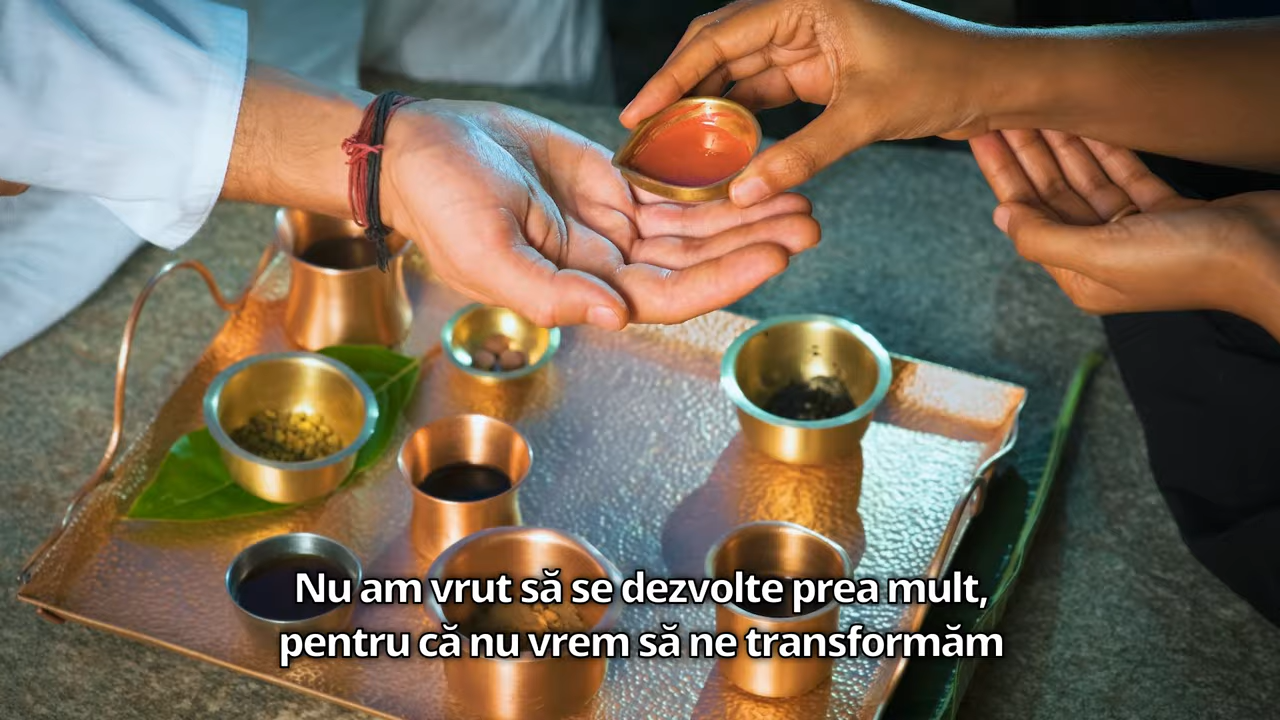 Nu am vrut să se dezvolte prea mult,
pentru că nu vrem să ne transformăm